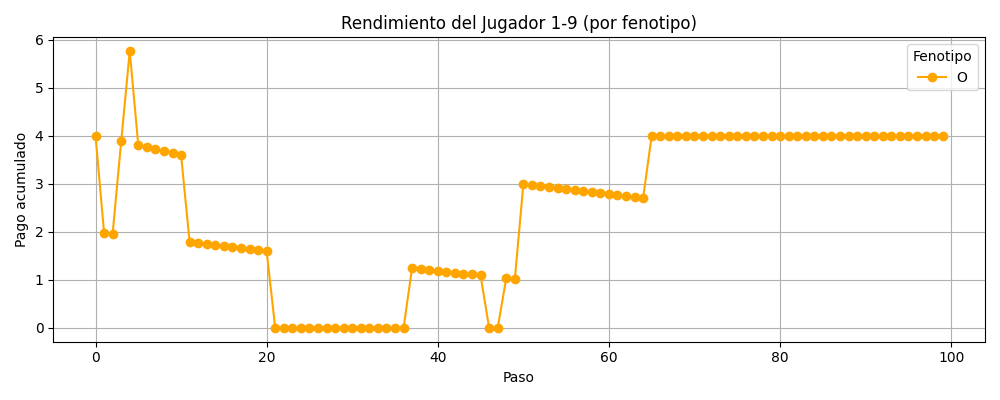 Rendimiento del Jugador 1-9 (por fenotipo)
Pago acumulado
6
5
4
3
2
1
0
Fenotipo
O
0
20
40
60
80
100
Paso